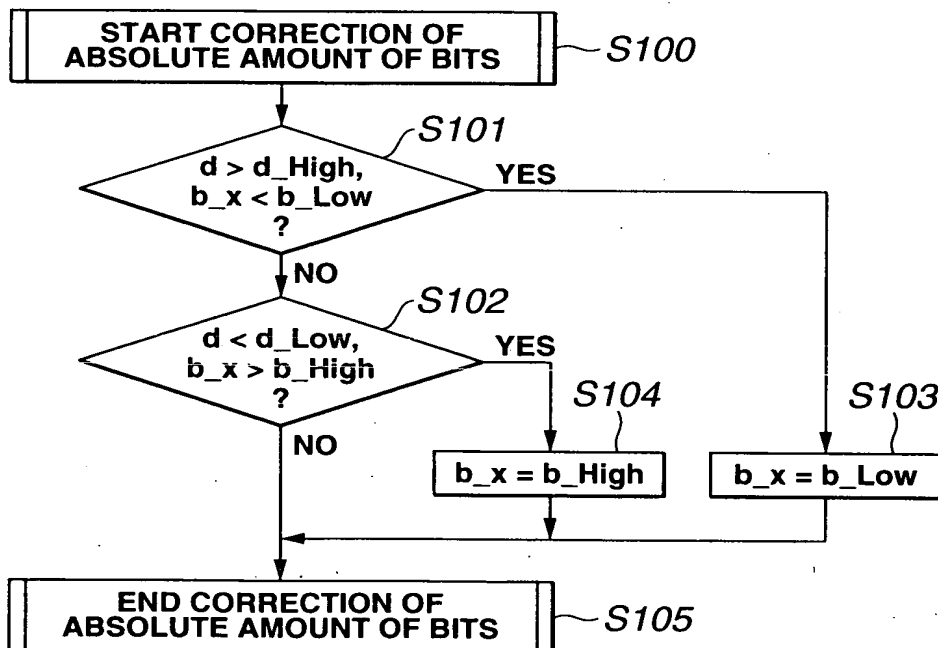 START CORRECTION OF
ABSOLUTE AMOUNT OF BITS
S100
S101
d > d_High,
b_x < b_Low
?
YES
NO
S102
d < d_Low,
b_x > b_High
?
YES
NO
S104
b_x = b_High
S103
b_x = b_Low
END CORRECTION OF
ABSOLUTE AMOUNT OF BITS
S105